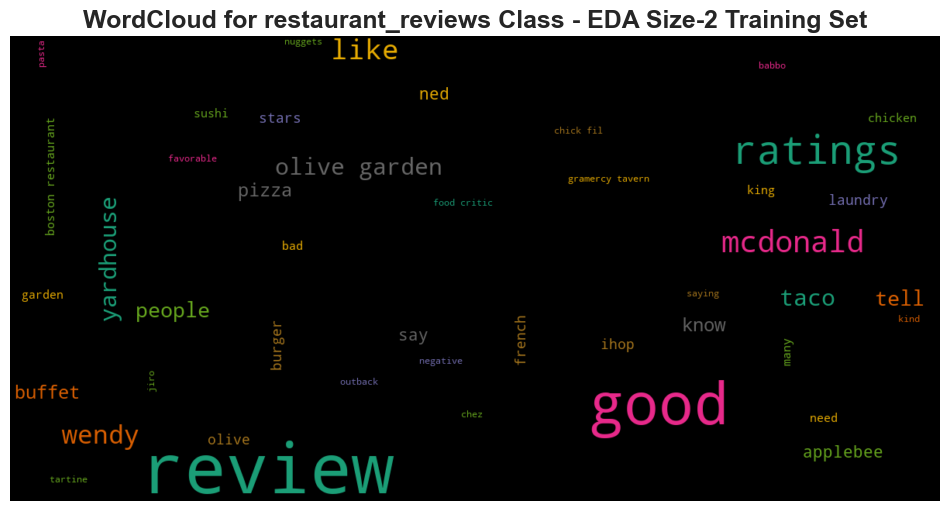 WordCloud for restaurant_reviews Class - EDA Size-2 Training Set
nuggets
like
pasta
babbo
ned
sushi
stars
chicken
chick fil
boston restaurant
favorable
olive garden
ratings
gramercy tavern
pizza
king
laundry
food critic
yardhouse
bad
mcdonald
garden
people
saying
taco
tell
kind
say
know
burger
french
ihop
many
negative
jiro
outback
buffet
good
chez
need
wendy
olive
applebee
review
tartine